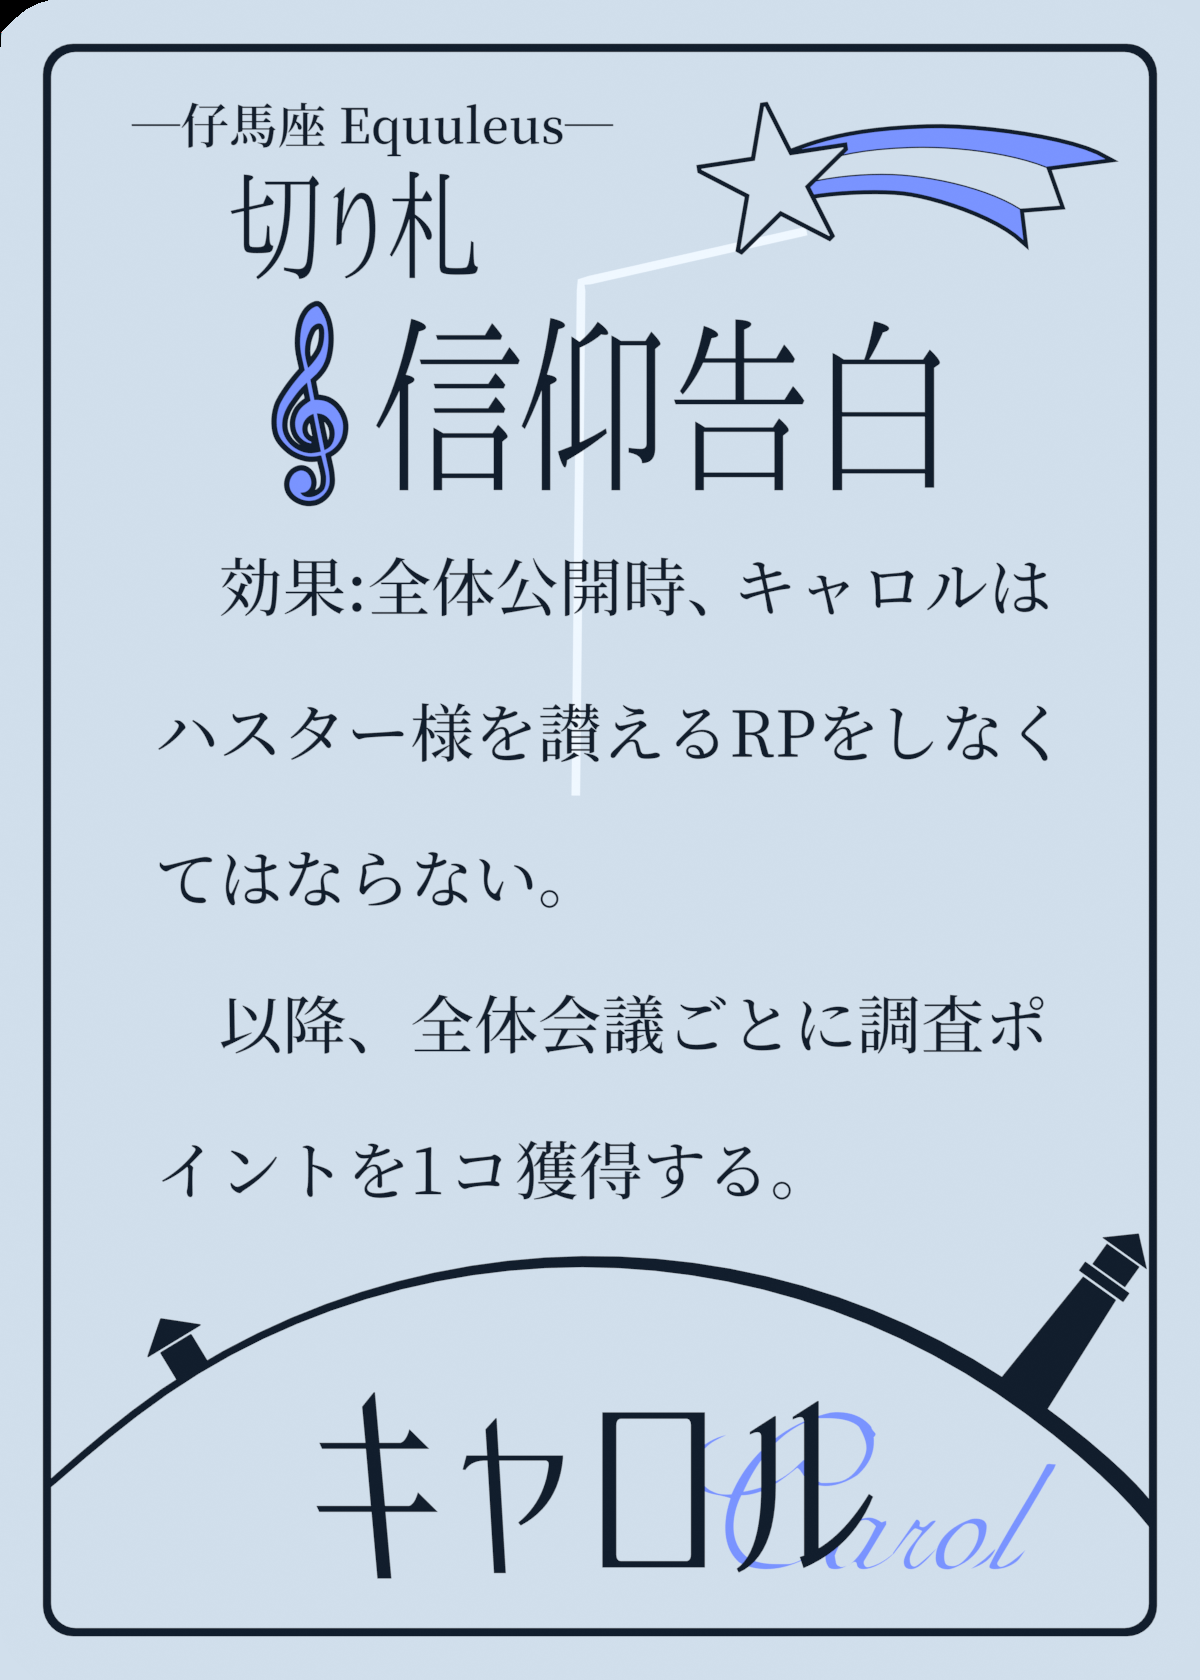 —仔馬座 Equuleus—
切り札
信仰告白
効果:全体公開時、キャロルは
ハスター様を讃えるRPをしなく
てはならない。
以降、全体会議ごとに調査ポ
イントを1コ獲得する。
キャロル
Carol